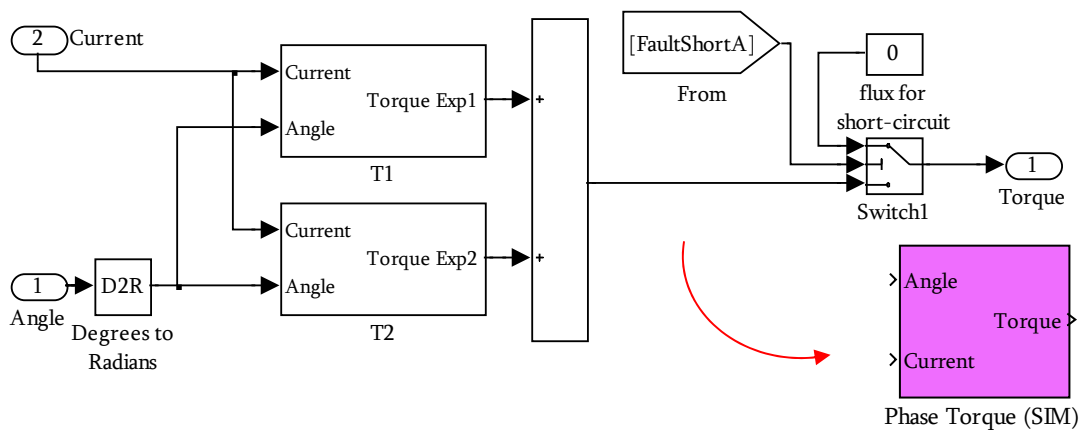 2 Current
Current
Torque Exp1
Angle
T1
+
[FaultShortA]
From
0
flux for
short-circuit
Switch1
1
Torque
Current
Torque Exp2
Angle
T2
+
1
Angle
D2R
Degrees to
Radians
Angle
Torque
Current
Phase Torque (SIM)